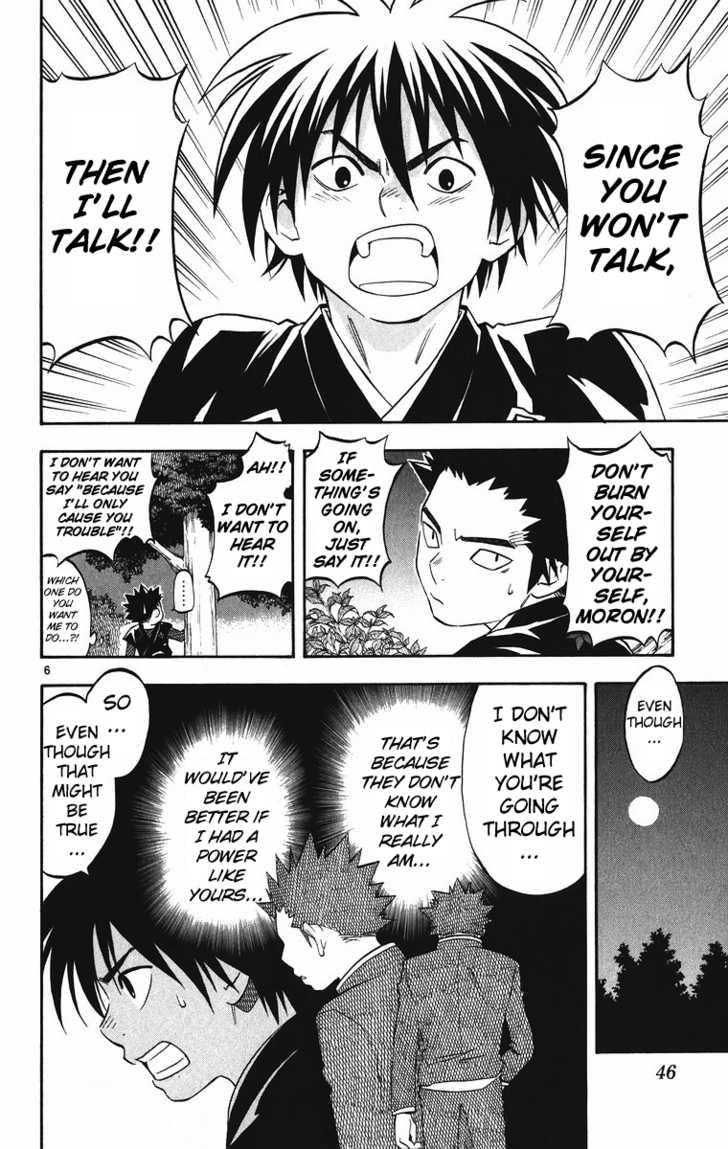 SINCE
YOU
WON'T
TALK,
THEN
I'LL
TALK!!
DON'T
BURN
YOUR-
SELF
OUT BY
YOUR-
SELF,
MORON!!
IF
SOME-
THING'S
GOING
ON,
JUST
SAY IT!!
AH!!
I DON'T
WANT TO
HEAR
IT!!
I DON'T WANT
TO HEAR YOU
SAY "BECAUSE
I'LL ONLY
CAUSE YOU
TROUBLE"!!
......
WHICH
ONE DO
YOU
WANT
ME TO
DO...?!
6
EVEN
THOUGH
...
I DON'T
KNOW
WHAT
YOU'RE
GOING
THROUGH
...
THAT'S
BECAUSE
THEY DON'T
KNOW
WHAT I
REALLY
AM...
IT
WOULD'VE
BEEN
BETTER IF
I HAD A
POWER
LIKE
YOURS...
SO
...
EVEN
THOUGH
THAT
MIGHT
BE
TRUE
...
46